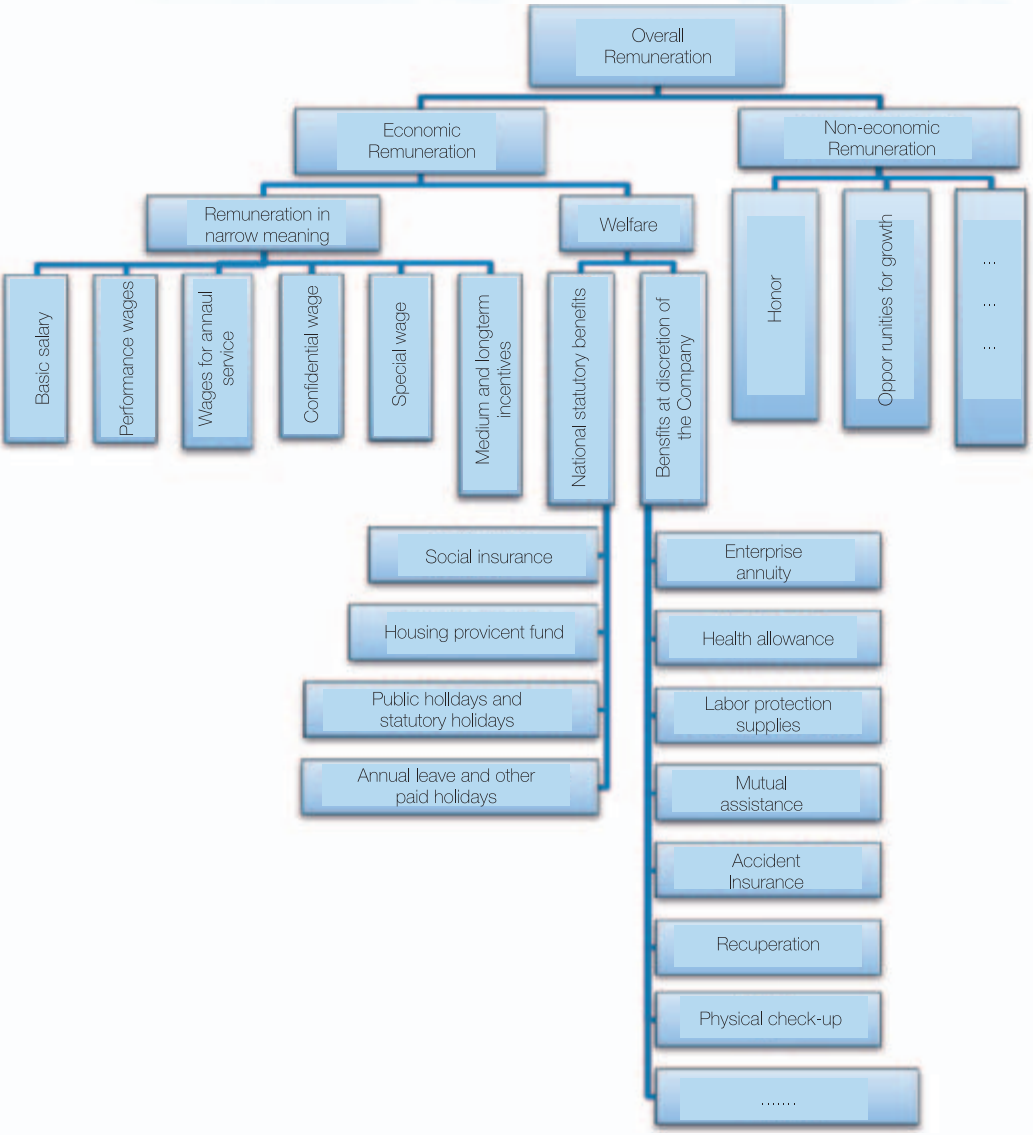 Overall
Remuneration
Economic
Remuneration
Non-economic
Remuneration
Remuneration in
narrow meaning
Welfare
Basic salary
Performance wages
Wages for annaul
service
Confidential wage
Special wage
Medium and longterm
incentives
National statutory benefits
Bensfits at discretion of
the Company
Honor
Oppor runities for growth
...
...
...
Social insurance
Housing provicent fund
Public holldays and
statutory holidays
Annual leave and other
paid holidays
Enterprise
annuity
Health allowance
Labor protection
supplies
Mutual
assistance
Accident
Insurance
Recuperation
Physical check-up
.......